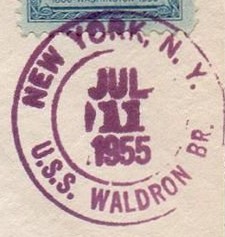 NEW YORK, N. Y.
JUL
11
1955
U.S.S. WALDRON BR.